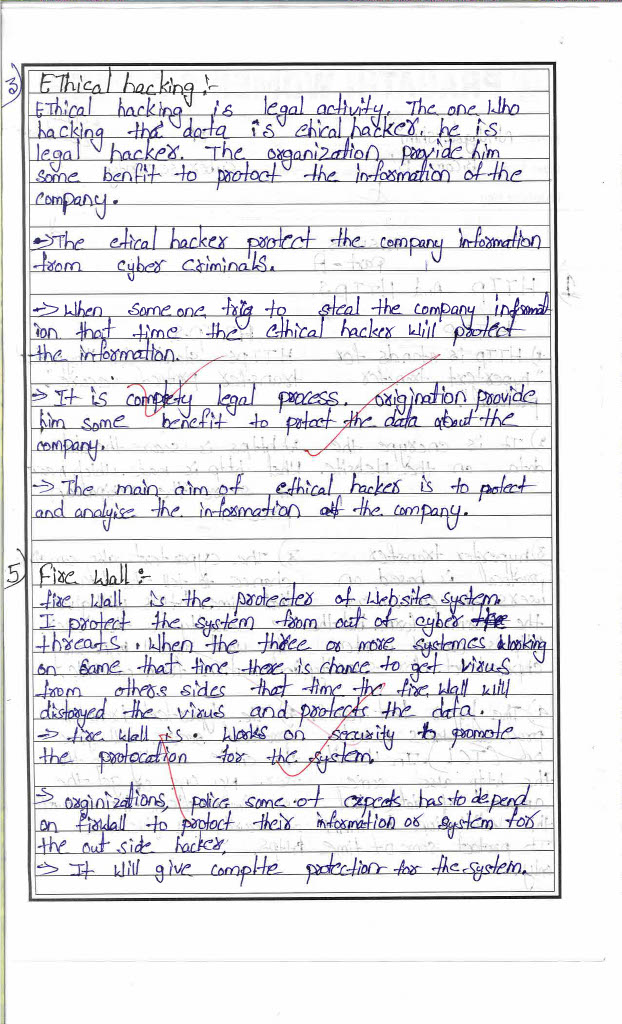 3) EThical hacking :-
EThical hacking is legal activity. The one who
hacking the data is ehical hacker. he is
legal hacker. The organization provide him
some benfit to protoct the information of the
company.
→ The etical hacker protect the company information
from cyber criminals.
→ When some one trig to steal the company informat
ion that time the ethical hacker will protect
the information.
→ It is complety legal process. origination provide
him some benefit to potact the data about the
company.
→ The main aim of ethical hacker is to protect
and analyise the information of the company.
5) Fire wall :-
fire wall is the protecter of website system.
I protect the system from out of cyber
threats. When the three or more systemes working
on same that time there is chance to get virus
from others sides that time the fire wall will
distoryed the virus and protects the data.
→ fire wall is. works on security to promote
the protocation for the system.
→ orginizations, police some of expects has to depend
on firwall to protoct their information or system for
the out side hacker.
→ It will give complte protection for the system.